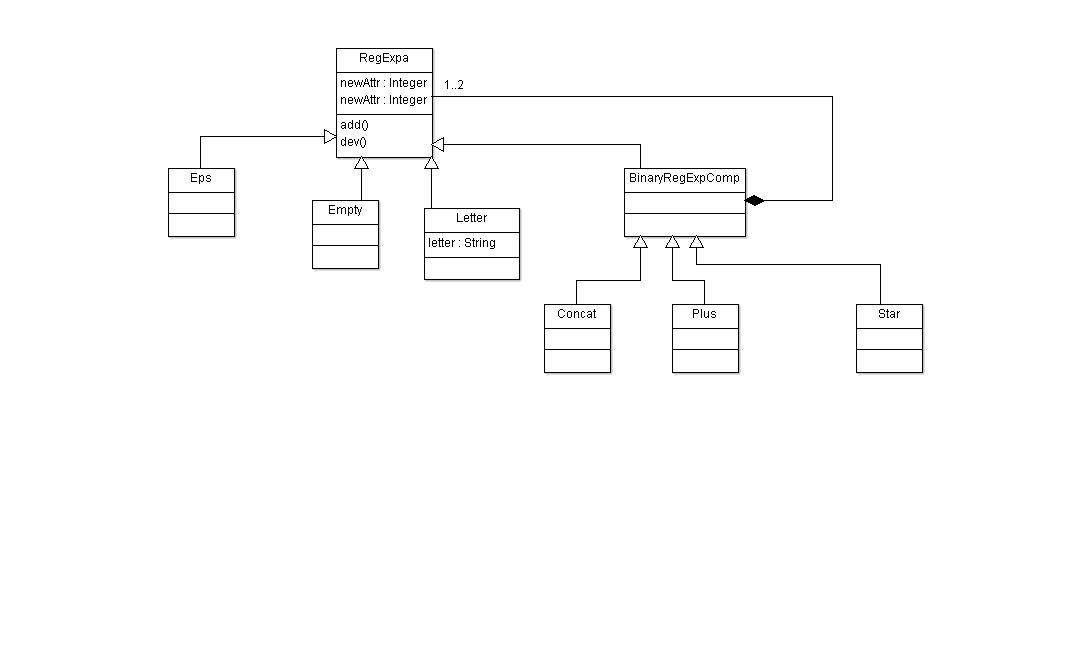 RegExpa
newAttr : Integer
newAttr : Integer
1..2
add()
dev()
Eps
Empty
Letter
letter : String
BinaryRegExpComp
Concat
Plus
Star